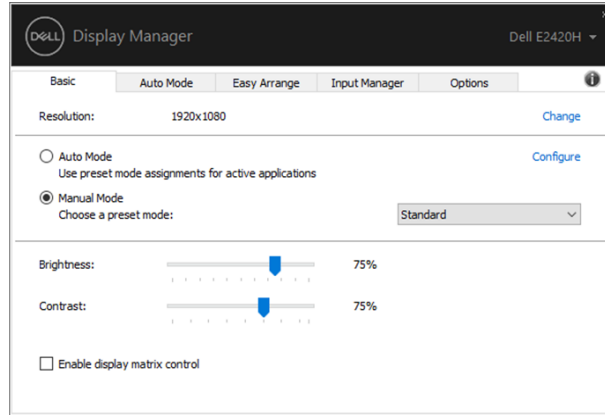 DELL Display Manager Dell E2420H
Basic Auto Mode Easy Arrange Input Manager Options
Resolution: 1920x1080 Change
Auto Mode Configure
Use preset mode assignments for active applications
Manual Mode
Choose a preset mode: Standard
Brightness: 75%
Contrast: 75%
Enable display matrix control